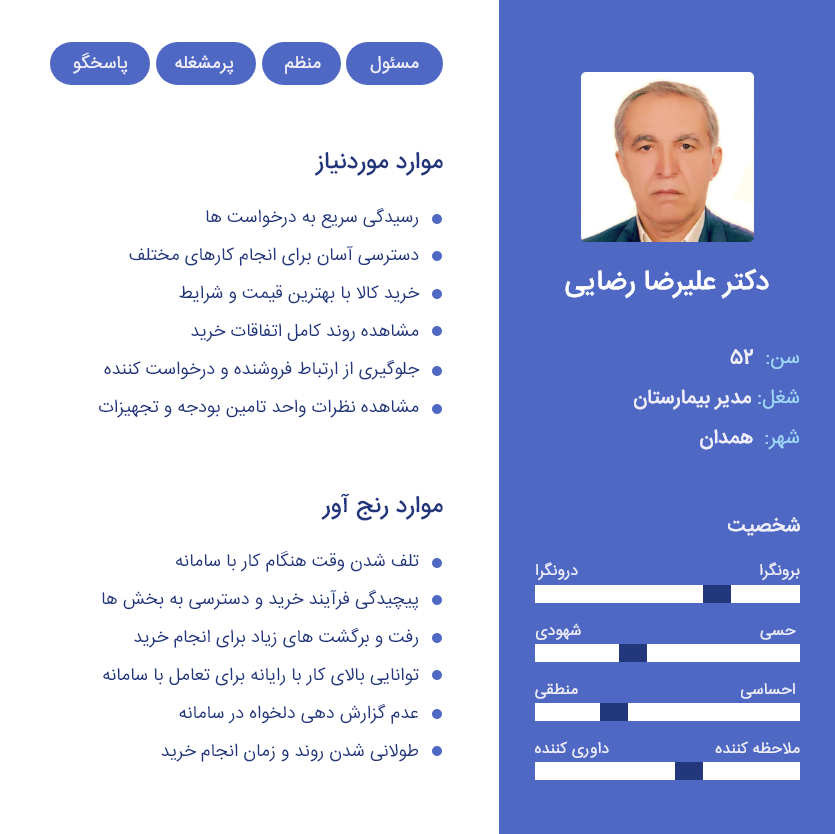 مسئول منظم پرمشغله پاسخگو
دکتر علیرضا رضایی
سن: ۵۲
شغل: مدیر بیمارستان
شهر: همدان
شخصیت
برونگرا درونگرا
حسی شهودی
احساسی منطقی
ملاحظه کننده داوری کننده
موارد موردنیاز
رسیدگی سریع به درخواست ها
دسترسی آسان برای انجام کارهای مختلف
خرید کالا با بهترین قیمت و شرایط
مشاهده روند کامل اتفاقات خرید
جلوگیری از ارتباط فروشنده و درخواست کننده
مشاهده نظرات واحد تامین بودجه و تجهیزات
موارد رنج آور
تلف شدن وقت هنگام کار با سامانه
پیچیدگی فرآیند خرید و دسترسی به بخش ها
رفت و برگشت های زیاد برای انجام خرید
توانایی بالای کار با رایانه برای تعامل با سامانه
عدم گزارش دهی دلخواه در سامانه
طولانی شدن روند و زمان انجام خرید